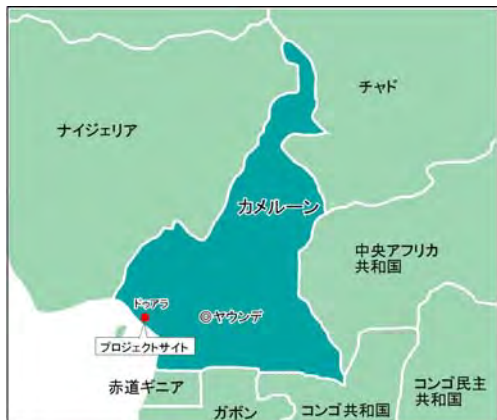 チャド
ナイジェリア
カメルーン
中央アフリカ
共和国
ドゥアラ
◎ヤウンデ
プロジェクトサイト
赤道ギニア
ガボン
コンゴ共和国
コンゴ民主
共和国